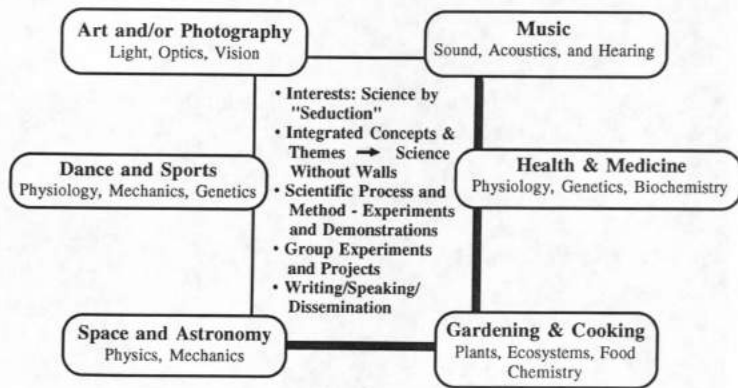 Art and/or Photography
Light, Optics, Vision
Music
Sound, Acoustics, and Hearing
• Interests: Science by
"Seduction"
• Integrated Concepts &
Themes → Science
Without Walls
• Scientific Process and
Method - Experiments
and Demonstrations
• Group Experiments
and Projects
• Writing/Speaking/
Dissemination
Dance and Sports
Physiology, Mechanics, Genetics
Health & Medicine
Physiology, Genetics, Biochemistry
Space and Astronomy
Physics, Mechanics
Gardening & Cooking
Plants, Ecosystems, Food
Chemistry